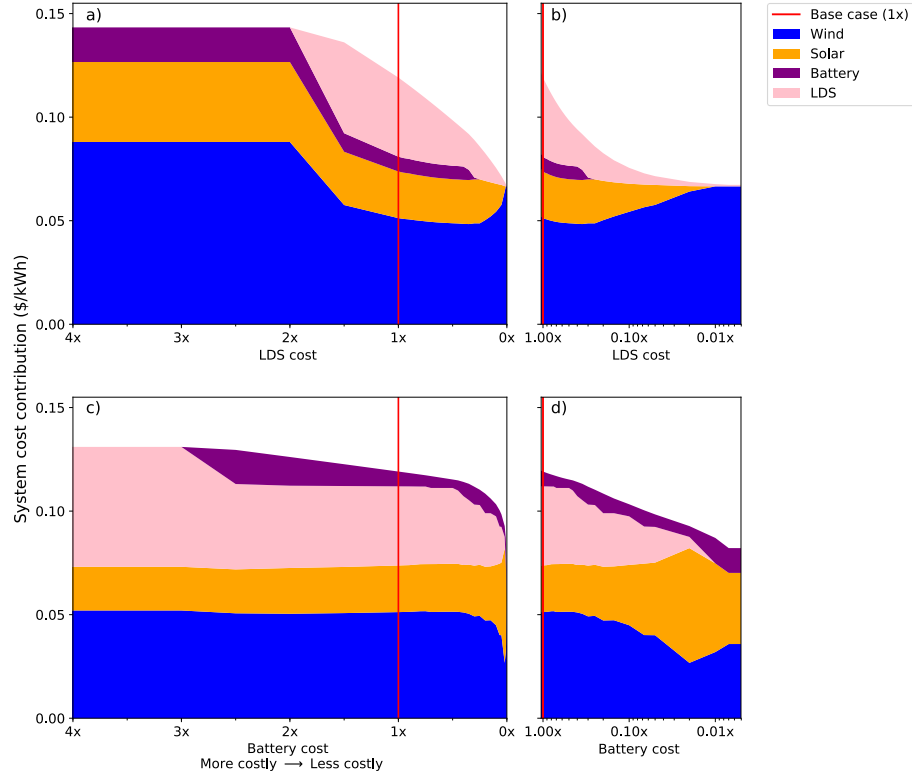 a)
b)
Base case (1x)
Wind
Solar
Battery
LDS
0.15
0.10
0.05
0.00
4x 3x 2x 1x 0x
LDS cost
1.00x 0.10x 0.01x
LDS cost
System cost contribution ($/kWh)
c)
d)
0.15
0.10
0.05
0.00
4x 3x 2x 1x 0x
Battery cost
More costly → Less costly
1.00x 0.10x 0.01x
Battery cost